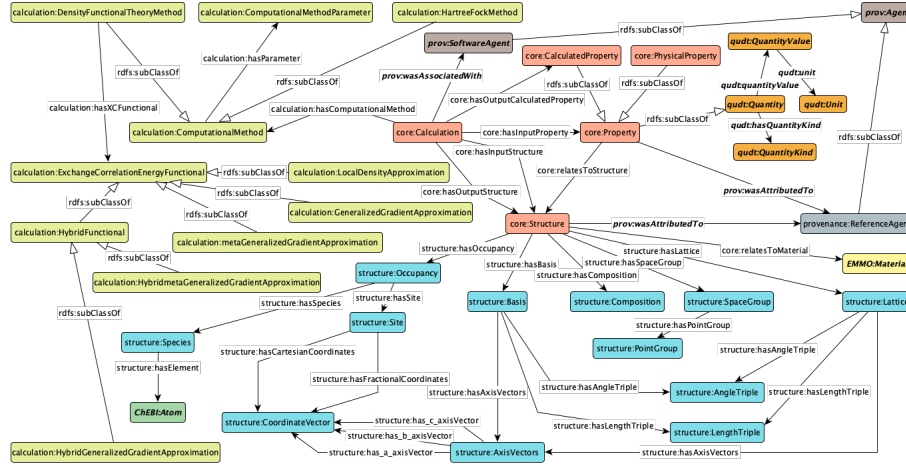 calculation:DensityFunctionalTheoryMethod
calculation:ComputationalMethodParameter
calculation:HartreeFockMethod
prov:Agen
rdfs:subClassOf
prov:SoftwareAgent
core:CalculatedProperty
core:PhysicalProperty
qudt:QuantityValue
calculation:hasParameter
rdfs:subClassOf
rdfs:subClassOf
prov:wasAssociatedWith
rdfs:subClassOf
rdfs:subClassOf
qudt:unit
qudt:quantityValue
calculation:hasXCFunctional
calculation:hasComputationalMethod
core:hasOutputCalculatedProperty
qudt:Quantity
qudt:Unit
calculation:ComputationalMethod
core:Calculation
core:hasInputProperty
core:Property
rdfs:subClassOf
qudt:hasQuantityKind
rdfs:subClassOf
core:hasInputStructure
qudt:QuantityKind
calculation:ExchangeCorrelationEnergyFunctional
rdfs:subClassOf
calculation:LocalDensityApproximation
core:relatesToStructure
core:hasOutputStructure
prov:wasAttributedTo
rdfs:subClassOf
rdfs:subClassOf
rdfs:subClassOf
calculation:GeneralizedGradientApproximation
core:Structure
prov:wasAttributedTo
provenance:ReferenceAgen
calculation:HybridFunctional
calculation:metaGeneralizedGradientApproximation
structure:hasOccupancy
structure:hasLattice
core:relatesToMaterial
rdfs:subClassOf
structure:hasBasis
structure:hasSpaceGroup
structure:hasComposition
EMMO:Material
calculation:HybridmetaGeneralizedGradientApproximation
structure:Occupancy
structure:hasSpecies
structure:hasSite
structure:Basis
structure:Composition
structure:SpaceGroup
structure:Lattice
rdfs:subClassOf
structure:Site
structure:hasPointGroup
structure:Species
structure:PointGroup
structure:hasCartesianCoordinates
structure:hasAngleTriple
structure:hasElement
structure:hasFractionalCoordinates
structure:hasAxisVectors
structure:hasAngleTriple
structure:AngleTriple
structure:hasLengthTriple
ChEBI:Atom
structure:CoordinateVector
structure:has_c_axisVector
structure:hasLengthTriple
structure:LengthTriple
structure:has_b_axisVector
calculation:HybridGeneralizedGradientApproximation
structure:has_a_axisVector
structure:AxisVectors
structure:hasAxisVectors